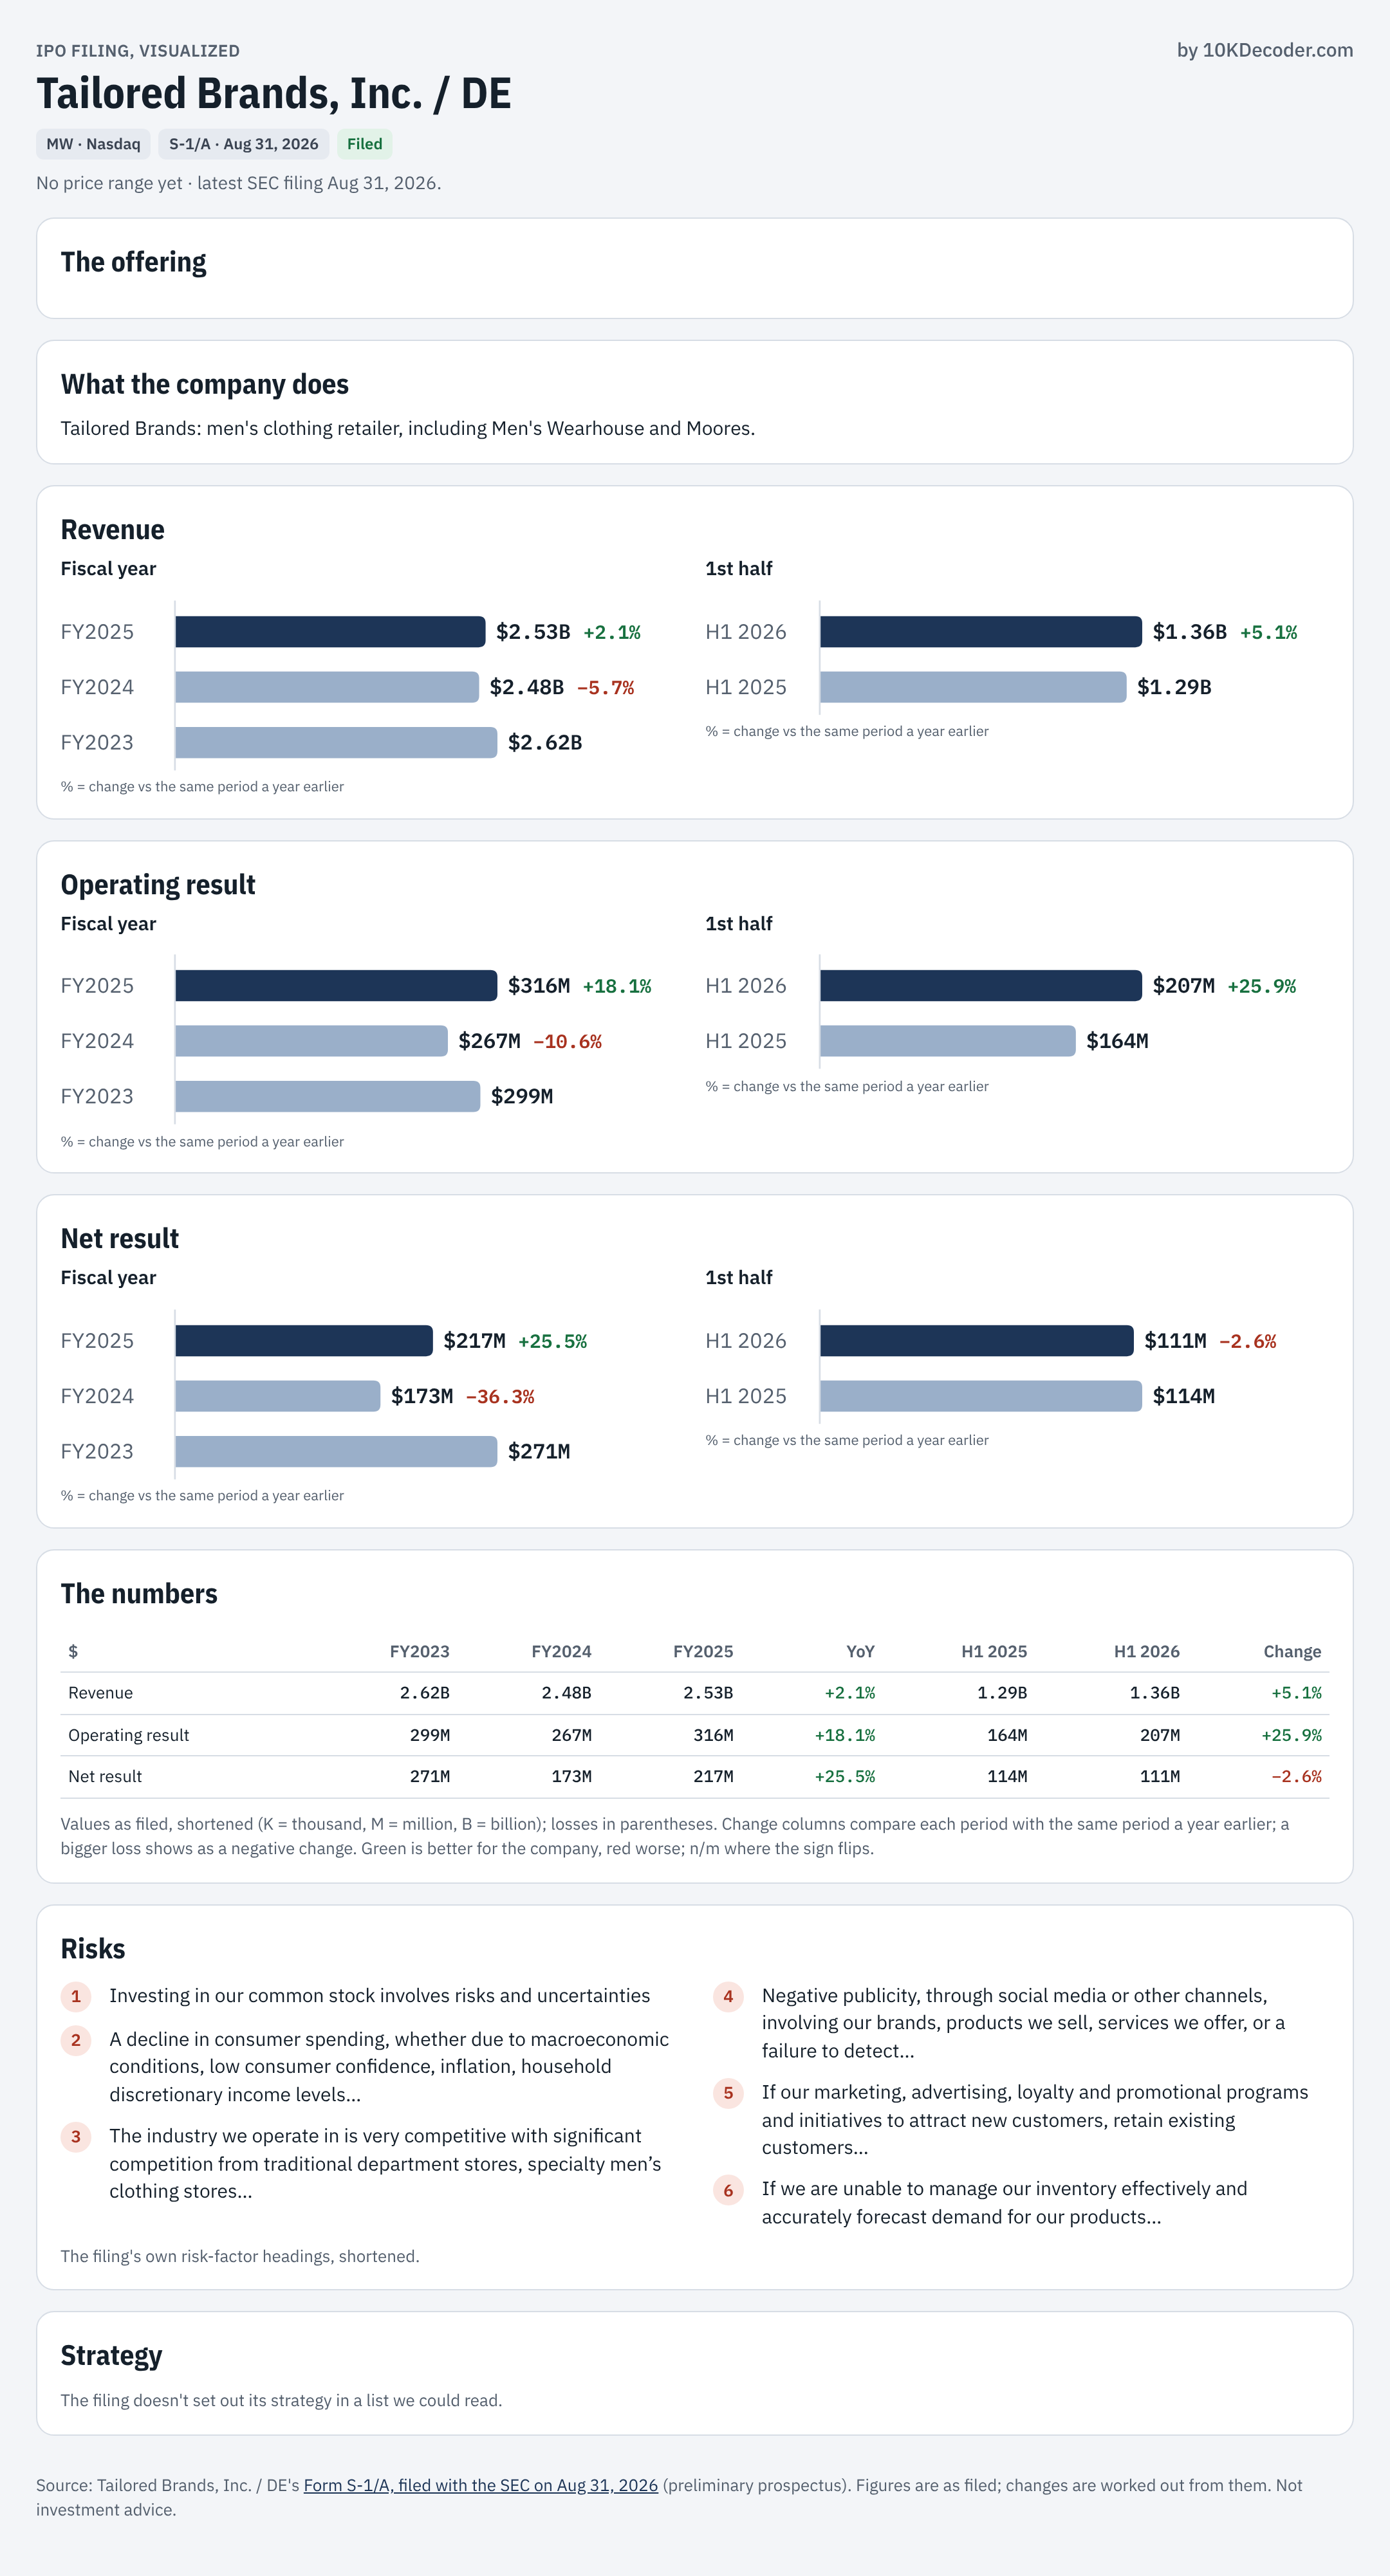 IPO FILING, VISUALIZED
by 10KDecoder.com
Tailored Brands, Inc. / DE
MW · Nasdaq
S-1/A · Aug 31, 2026
Filed
No price range yet · latest SEC filing Aug 31, 2026.
The offering
What the company does
Tailored Brands: men's clothing retailer, including Men's Wearhouse and Moores.
Revenue
Fiscal year
FY2025 $2.53B +2.1%
FY2024 $2.48B −5.7%
FY2023 $2.62B
% = change vs the same period a year earlier
1st half
H1 2026 $1.36B +5.1%
H1 2025 $1.29B
% = change vs the same period a year earlier
Operating result
Fiscal year
FY2025 $316M +18.1%
FY2024 $267M −10.6%
FY2023 $299M
% = change vs the same period a year earlier
1st half
H1 2026 $207M +25.9%
H1 2025 $164M
% = change vs the same period a year earlier
Net result
Fiscal year
FY2025 $217M +25.5%
FY2024 $173M −36.3%
FY2023 $271M
% = change vs the same period a year earlier
1st half
H1 2026 $111M −2.6%
H1 2025 $114M
% = change vs the same period a year earlier
The numbers
$ FY2023 FY2024 FY2025 YoY H1 2025 H1 2026 Change
Revenue 2.62B 2.48B 2.53B +2.1% 1.29B 1.36B +5.1%
Operating result 299M 267M 316M +18.1% 164M 207M +25.9%
Net result 271M 173M 217M +25.5% 114M 111M −2.6%
Values as filed, shortened (K = thousand, M = million, B = billion); losses in parentheses. Change columns compare each period with the same period a year earlier; a
bigger loss shows as a negative change. Green is better for the company, red worse; n/m where the sign flips.
Risks
1 Investing in our common stock involves risks and uncertainties
2 A decline in consumer spending, whether due to macroeconomic
conditions, low consumer confidence, inflation, household
discretionary income levels…
3 The industry we operate in is very competitive with significant
competition from traditional department stores, specialty men’s
clothing stores…
4 Negative publicity, through social media or other channels,
involving our brands, products we sell, services we offer, or a
failure to detect…
5 If our marketing, advertising, loyalty and promotional programs
and initiatives to attract new customers, retain existing
customers…
6 If we are unable to manage our inventory effectively and
accurately forecast demand for our products…
The filing's own risk-factor headings, shortened.
Strategy
The filing doesn't set out its strategy in a list we could read.
Source: Tailored Brands, Inc. / DE's Form S-1/A, filed with the SEC on Aug 31, 2026 (preliminary prospectus). Figures are as filed; changes are worked out from them. Not
investment advice.